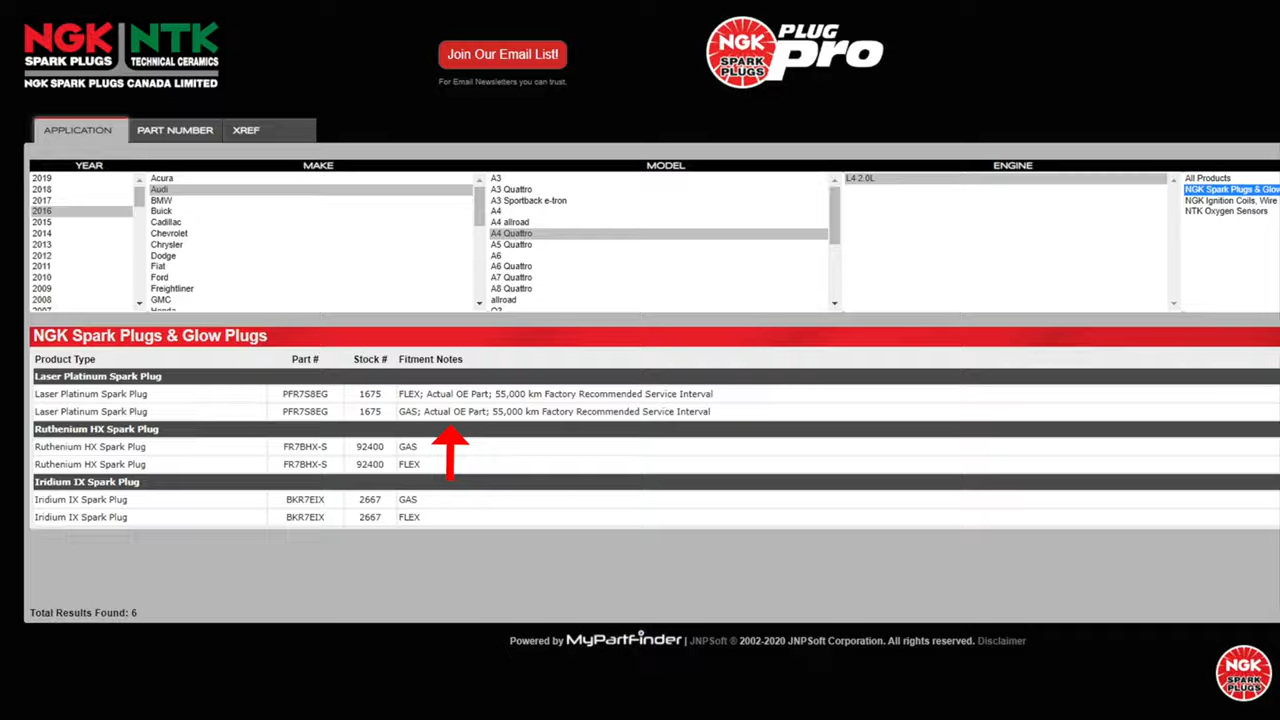 NGK NTK
SPARK PLUGS TECHNICAL CERAMICS
NGK SPARK PLUGS CANADA LIMITED
Join Our Email List!
For Email Newsletters you can trust.
NGK SPARK PLUGS PLUG pro
APPLICATION PART NUMBER XREF
YEAR MAKE MODEL ENGINE
2019 Acura A3 L4 2.0L All Products
2018 Audi A3 Quattro NGK Spark Plugs & Glow
2017 BMW A3 Sportback e-tron NGK Ignition Coils, Wire
2016 Buick A4 NTK Oxygen Sensors
2015 Cadillac A4 allroad
2014 Chevrolet A4 Quattro
2013 Chrysler A5 Quattro
2012 Dodge A6
2011 Fiat A6 Quattro
2010 Ford A7 Quattro
2009 Freightliner A8 Quattro
2008 GMC allroad
2007 Honda
NGK Spark Plugs & Glow Plugs
Product Type Part # Stock # Fitment Notes
Laser Platinum Spark Plug
Laser Platinum Spark Plug PFR7S8EG 1675 FLEX; Actual OE Part; 55,000 km Factory Recommended Service Interval
Laser Platinum Spark Plug PFR7S8EG 1675 GAS; Actual OE Part; 55,000 km Factory Recommended Service Interval
Ruthenium HX Spark Plug
Ruthenium HX Spark Plug FR7BHX-S 92400 GAS
Ruthenium HX Spark Plug FR7BHX-S 92400 FLEX
Iridium IX Spark Plug
Iridium IX Spark Plug BKR7EIX 2667 GAS
Iridium IX Spark Plug BKR7EIX 2667 FLEX
Total Results Found: 6
Powered by MyPartFinder | JNPSoft © 2002-2020 JNPSoft Corporation. All rights reserved. Disclaimer
NGK
SPARK
PLUGS